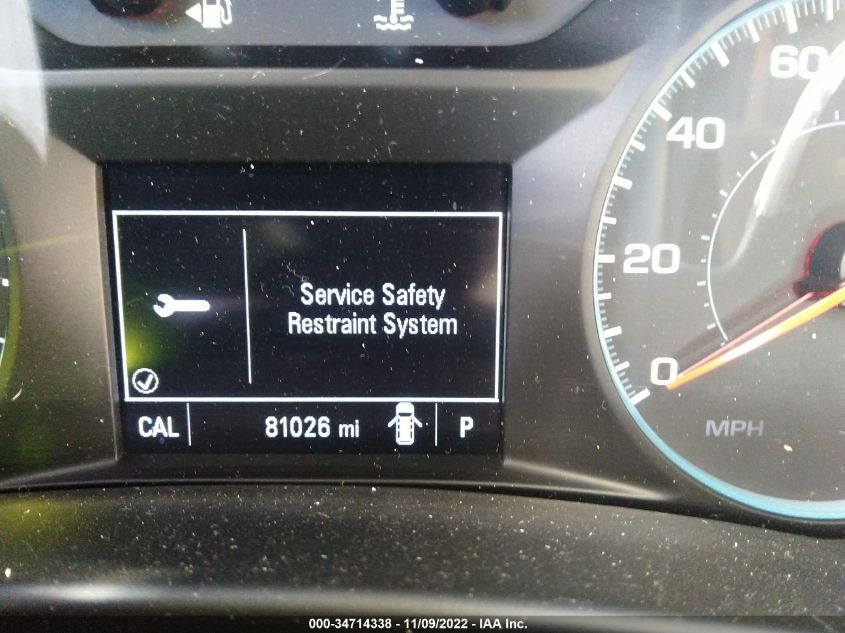 60
40
20
0
MPH
Service Safety
Restraint System
CAL 81026 mi P
000-34714338 - 11/09/2022 - IAA Inc.